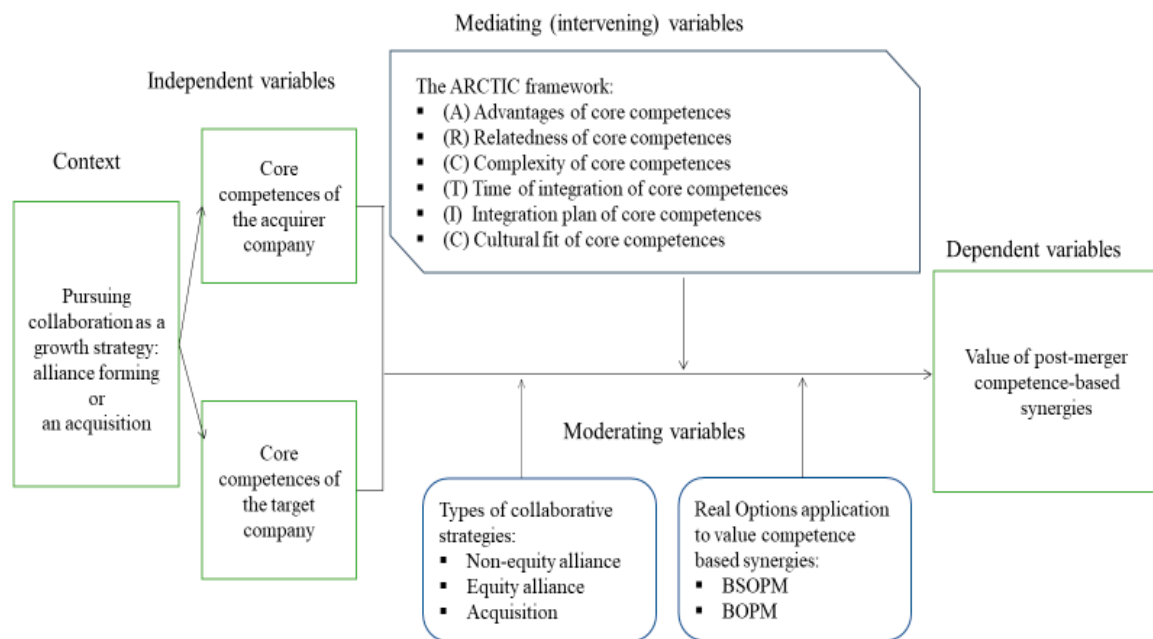 Mediating (intervening) variables
Independent variables
The ARCTIC framework:
▪ (A) Advantages of core competences
▪ (R) Relatedness of core competences
▪ (C) Complexity of core competences
▪ (T) Time of integration of core competences
▪ (I) Integration plan of core competences
▪ (C) Cultural fit of core competences
Context
Core
competences of
the acquirer
company
Dependent variables
Pursuing
collaboration as a
growth strategy:
alliance forming
or
an acquisition
Value of post-merger
competence-based
synergies
Moderating variables
Core
competences of
the target
company
Types of collaborative
strategies:
▪ Non-equity alliance
▪ Equity alliance
▪ Acquisition
Real Options application
to value competence
based synergies:
▪ BSOPM
▪ BOPM